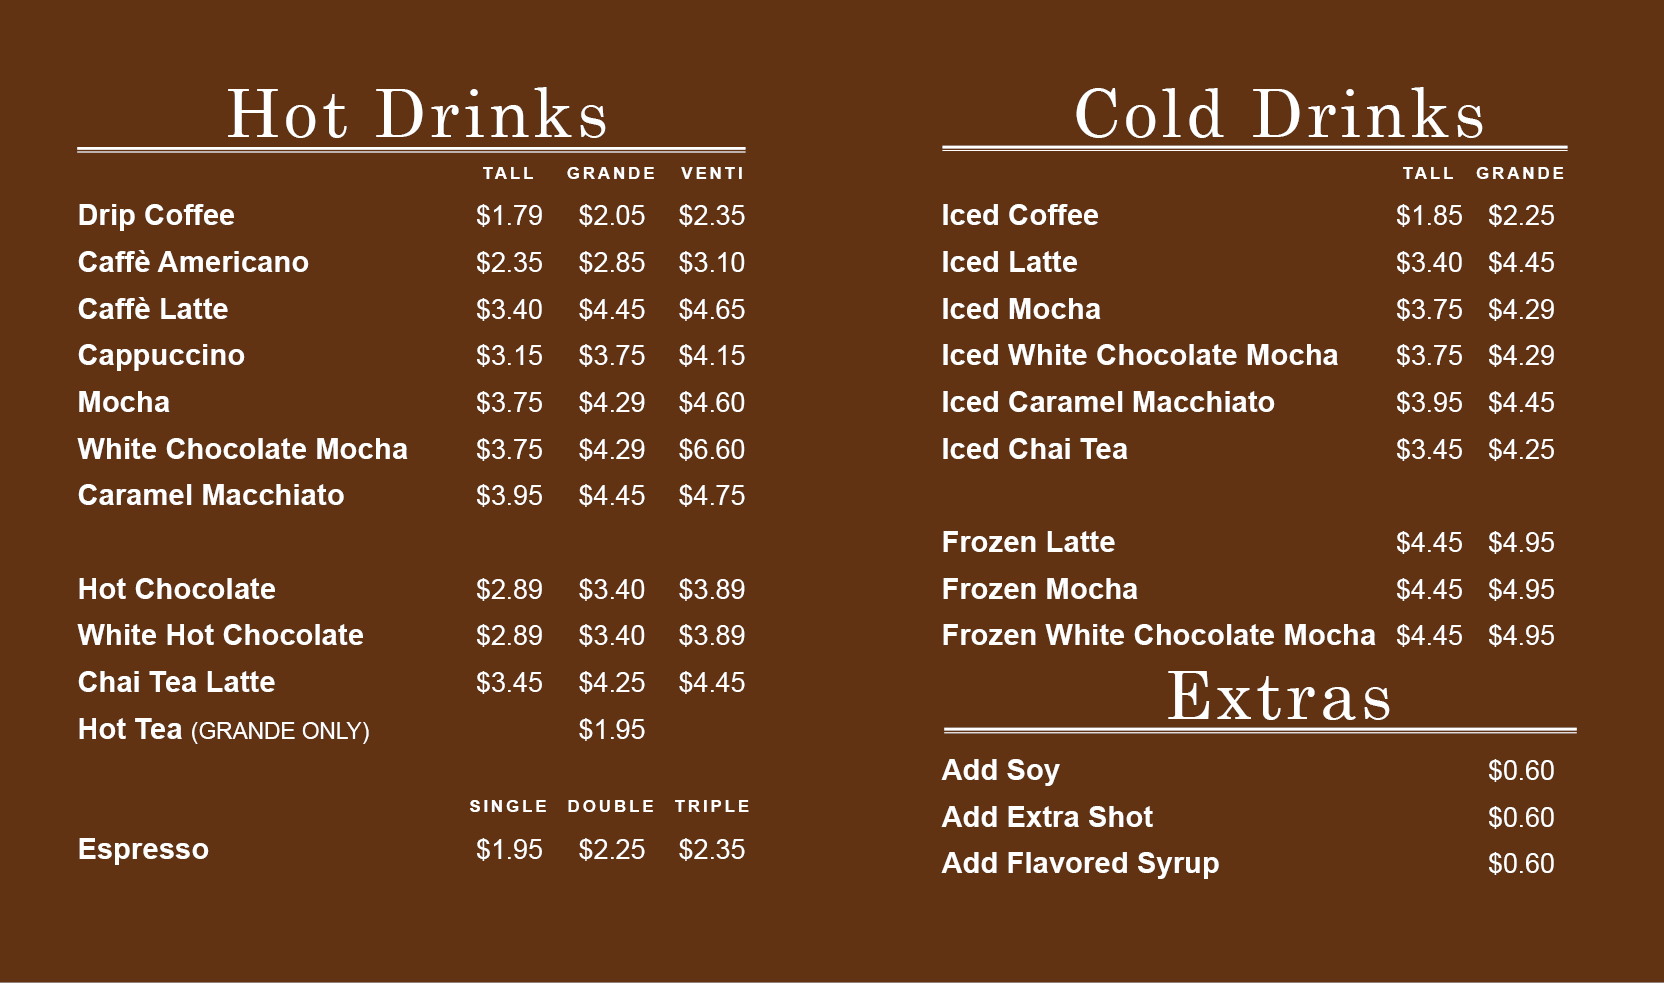 Hot Drinks
TALL GRANDE VENTI
Drip Coffee $1.79 $2.05 $2.35
Caffè Americano $2.35 $2.85 $3.10
Caffè Latte $3.40 $4.45 $4.65
Cappuccino $3.15 $3.75 $4.15
Mocha $3.75 $4.29 $4.60
White Chocolate Mocha $3.75 $4.29 $6.60
Caramel Macchiato $3.95 $4.45 $4.75
Hot Chocolate $2.89 $3.40 $3.89
White Hot Chocolate $2.89 $3.40 $3.89
Chai Tea Latte $3.45 $4.25 $4.45
Hot Tea (GRANDE ONLY) $1.95
SINGLE DOUBLE TRIPLE
Espresso $1.95 $2.25 $2.35
Cold Drinks
TALL GRANDE
Iced Coffee $1.85 $2.25
Iced Latte $3.40 $4.45
Iced Mocha $3.75 $4.29
Iced White Chocolate Mocha $3.75 $4.29
Iced Caramel Macchiato $3.95 $4.45
Iced Chai Tea $3.45 $4.25
Frozen Latte $4.45 $4.95
Frozen Mocha $4.45 $4.95
Frozen White Chocolate Mocha $4.45 $4.95
Extras
Add Soy $0.60
Add Extra Shot $0.60
Add Flavored Syrup $0.60